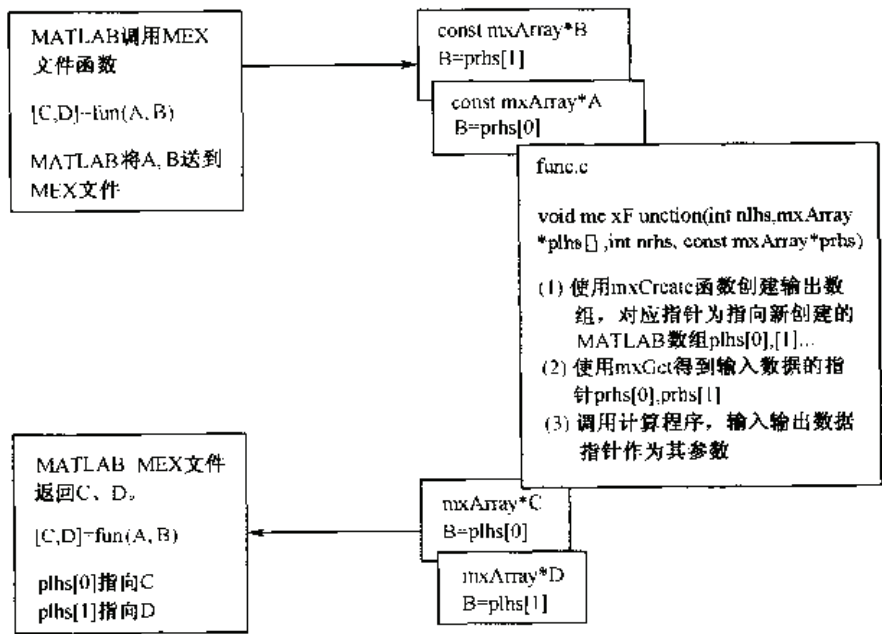 MATLAB调用MEX
文件函数
[C,D]=fun(A,B)
MATLAB将A,B送到
MEX文件
const mxArray*B
B=prhs[1]
const mxArray*A
B=prhs[0]
func.c
void me xF unction(int nlhs,mxArray
*plhs[] ,int nrhs, const mxArray*prhs)
(1) 使用mxCreate函数创建输出数
组，对应指针为指向新创建的
MATLAB数组plhs[0],[1]...
(2) 使用mxGet得到输入数据的指
针prhs[0],prhs[1]
(3) 调用计算程序，输入输出数据
指针作为其参数
MATLAB MEX文件
返回C、D。
[C,D]=fun(A,B)
plhs[0]指向C
plhs[1]指向D
mxArray*C
B=plhs[0]
mxArray*D
B=plhs[1]